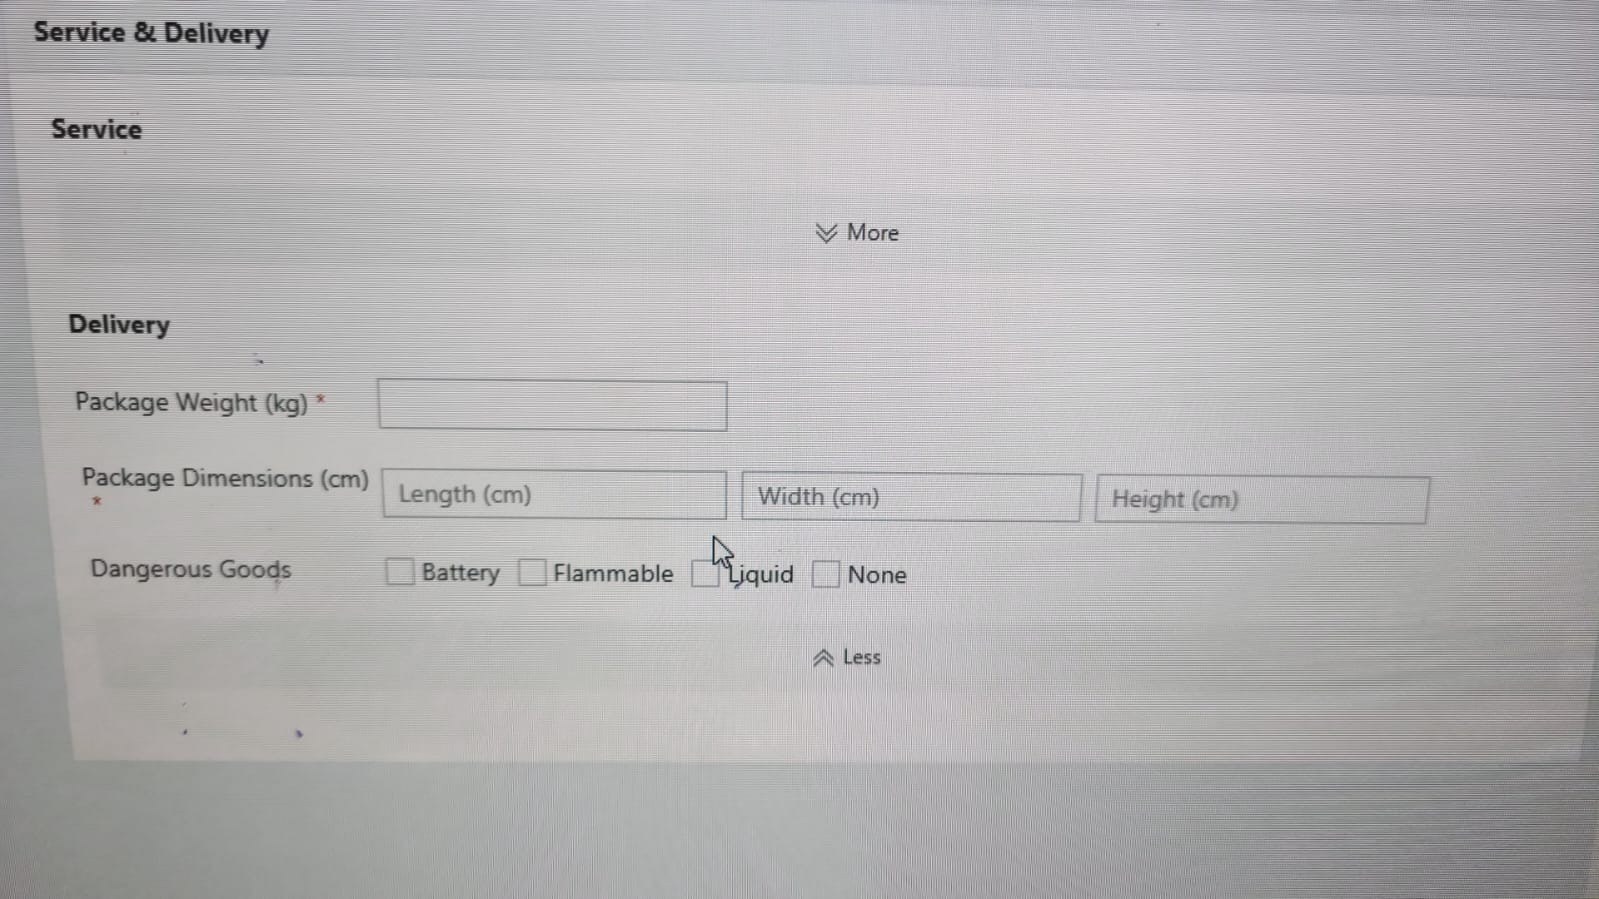 Service & Delivery
Service
More
Delivery
Package Weight (kg) *
Package Dimensions (cm) Length (cm) Width (cm) Height (cm)
*
Dangerous Goods Battery Flammable Liquid None
Less